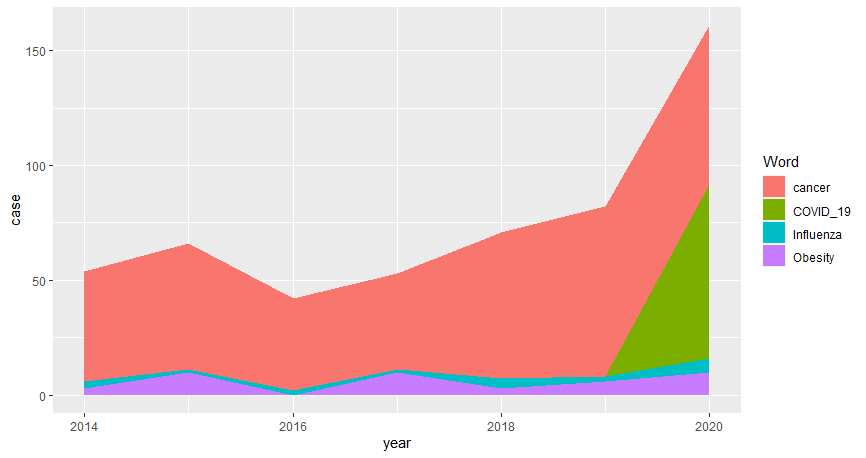 150
100
50
0
case
2014
2016
2018
2020
year
Word
cancer
COVID_19
Influenza
Obesity